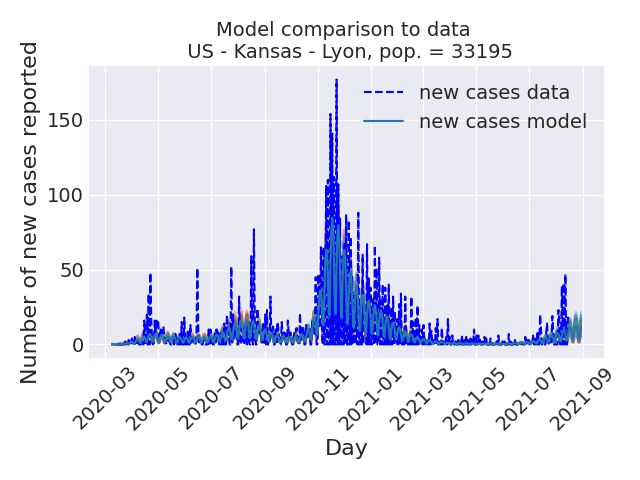 Model comparison to data
US - Kansas - Lyon, pop. = 33195
Number of new cases reported
150
100
50
0
new cases data
new cases model
2020-03
2020-05
2020-07
2020-09
2020-11
2021-01
2021-03
2021-05
2021-07
2021-09
Day